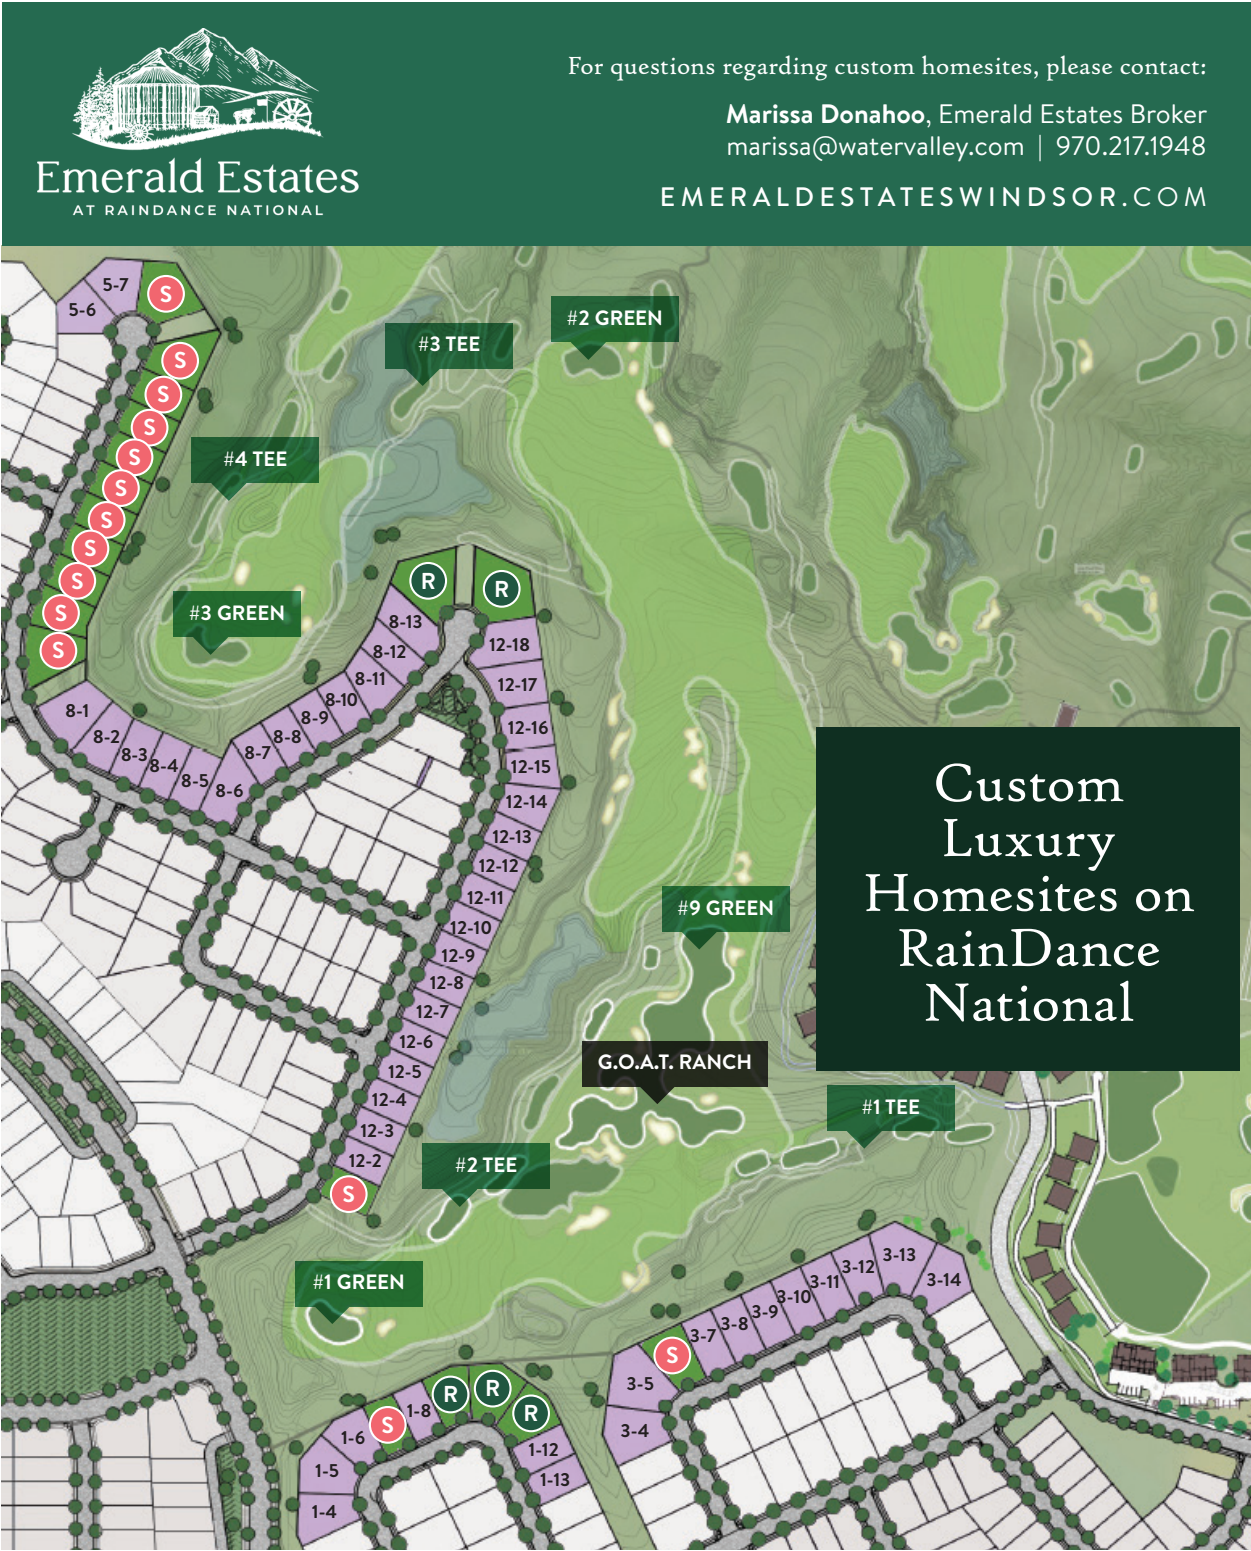 Emerald Estates
AT RAINDANCE NATIONAL
For questions regarding custom homesites, please contact:
Marissa Donahoo, Emerald Estates Broker
marissa@watervalley.com | 970.217.1948
EMERALDESTATESWINDSOR.COM
5-7
5-6
S
S
S
S
S
S
S
S
S
S
S
#2 GREEN
#3 TEE
#4 TEE
#3 GREEN
R
R
8-13
8-12
8-11
8-10
8-9
8-8
8-7
8-1
8-2
8-3
8-4
8-5
8-6
12-18
12-17
12-16
12-15
12-14
12-13
12-12
12-11
12-10
12-9
12-8
12-7
12-6
12-5
12-4
12-3
12-2
S
Custom
Luxury
Homesites on
RainDance
National
#9 GREEN
G.O.A.T. RANCH
#1 TEE
#2 TEE
#1 GREEN
3-14
3-13
3-12
3-11
3-10
3-9
3-8
3-7
S
3-5
3-4
R
R
R
1-8
S
1-6
1-5
1-4
1-12
1-13